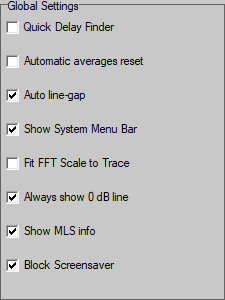 Global Settings
Quick Delay Finder
Automatic averages reset
Auto line-gap
Show System Menu Bar
Fit FFT Scale to Trace
Always show 0 dB line
Show MLS info
Block Screensaver